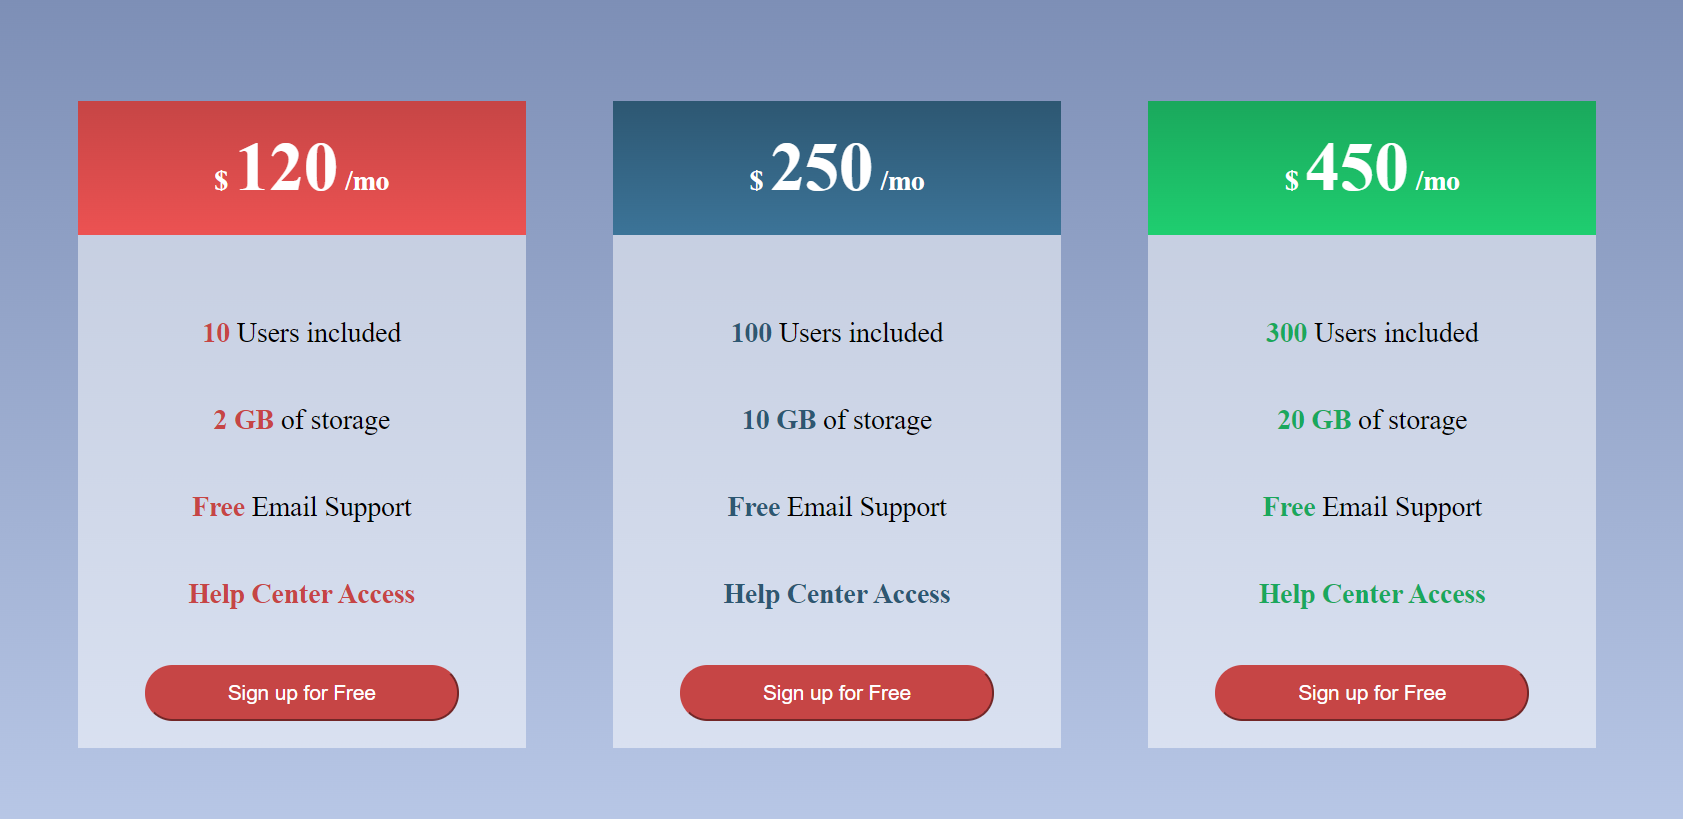 $ 120 /mo
10 Users included
2 GB of storage
Free Email Support
Help Center Access
Sign up for Free
$ 250 /mo
100 Users included
10 GB of storage
Free Email Support
Help Center Access
Sign up for Free
$ 450 /mo
300 Users included
20 GB of storage
Free Email Support
Help Center Access
Sign up for Free